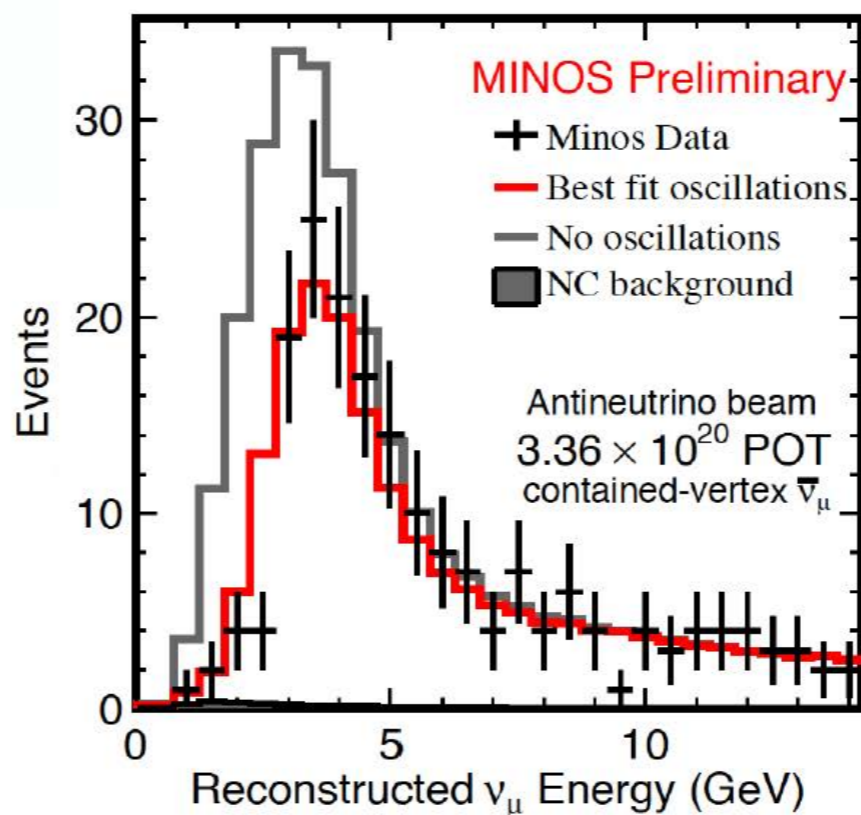 MINOS Preliminary
Minos Data
Best fit oscillations
No oscillations
NC background
Antineutrino beam
3.36 × 10²⁰ POT
contained-vertex ν̅μ
Events
30
20
10
0
0 5 10
Reconstructed νμ Energy (GeV)